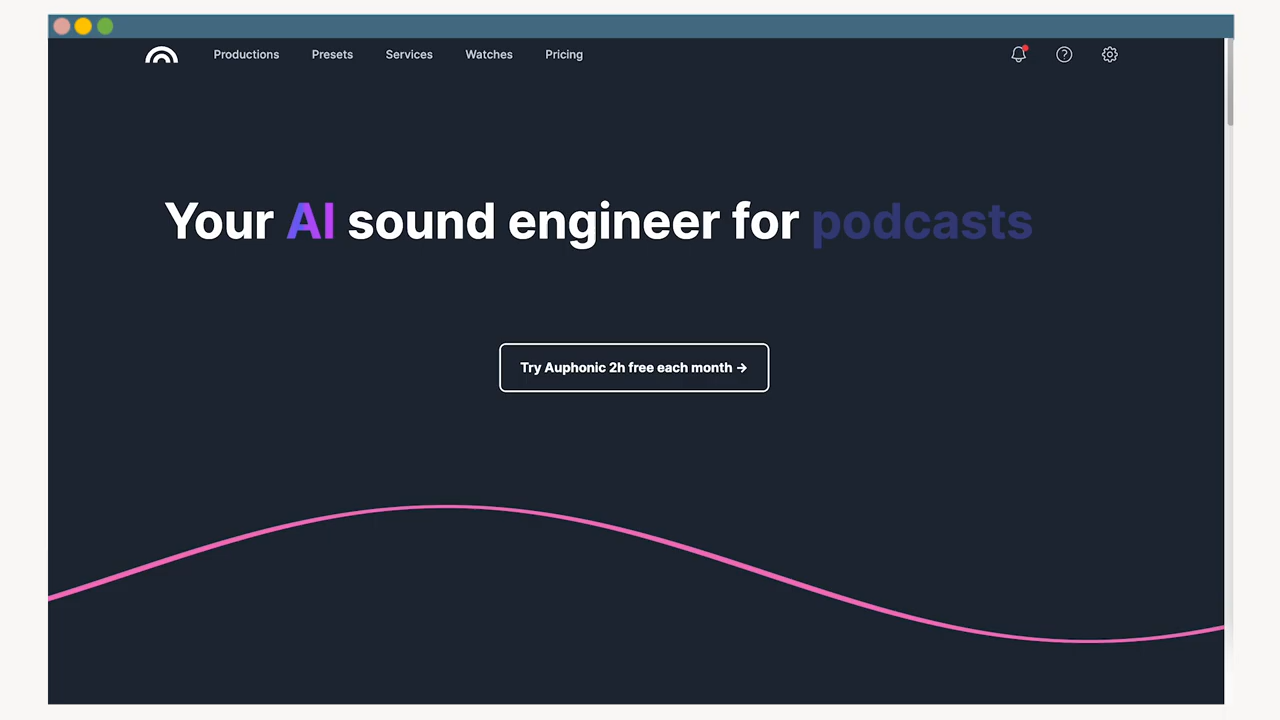 Productions Presets Services Watches Pricing
Your AI sound engineer for podcasts
Try Auphonic 2h free each month →